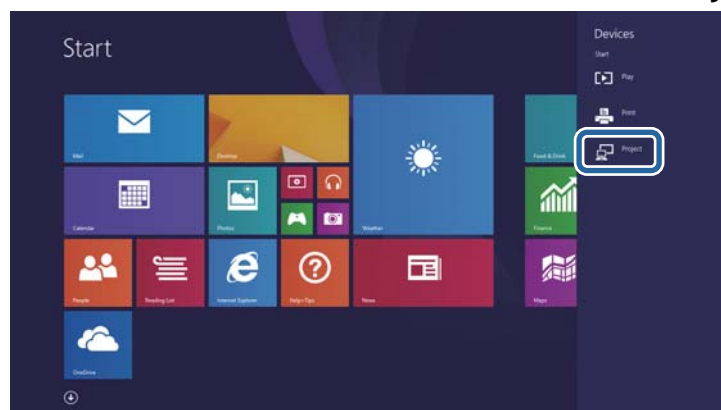 Start
Mail
Desktop
Calendar
Photos
Weather
People
Reading List
Internet Explorer
Help+Tips
News
OneDrive
Food & Drink
Finance
Maps
Devices
Start
Play
Print
Project